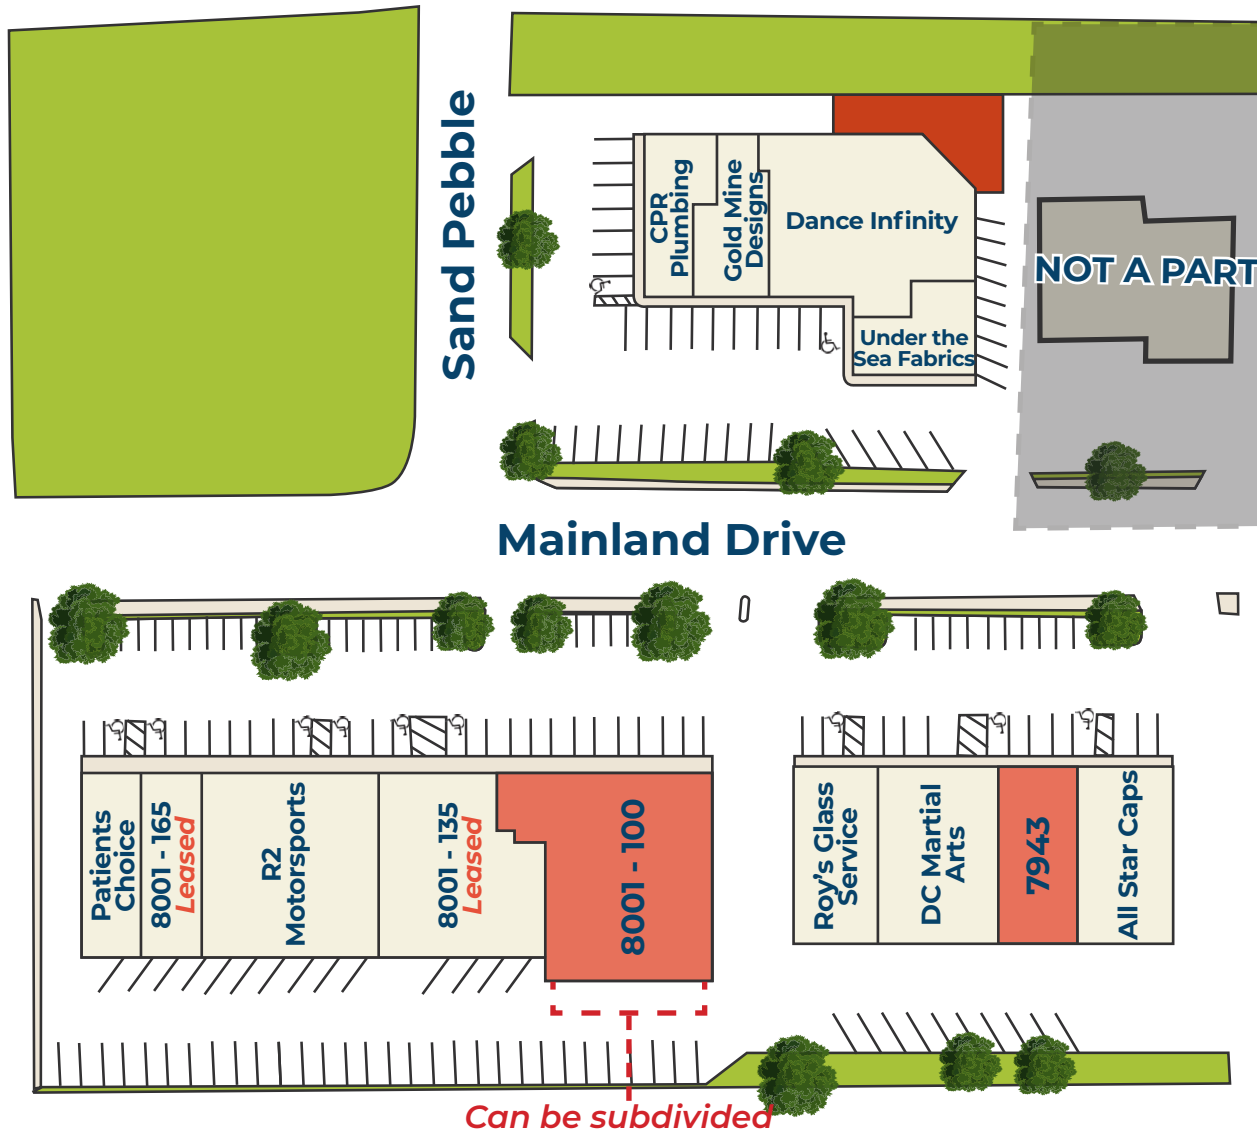 Sand Pebble
CPR
Plumbing
Gold Mine
Designs
Dance Infinity
Under the
Sea Fabrics
NOT A PART
Mainland Drive
Patients
Choice
8001 - 165
Leased
R2
Motorsports
8001 - 135
Leased
8001 - 100
Roy's Glass
Service
DC Martial
Arts
7943
All Star Caps
Can be subdivided